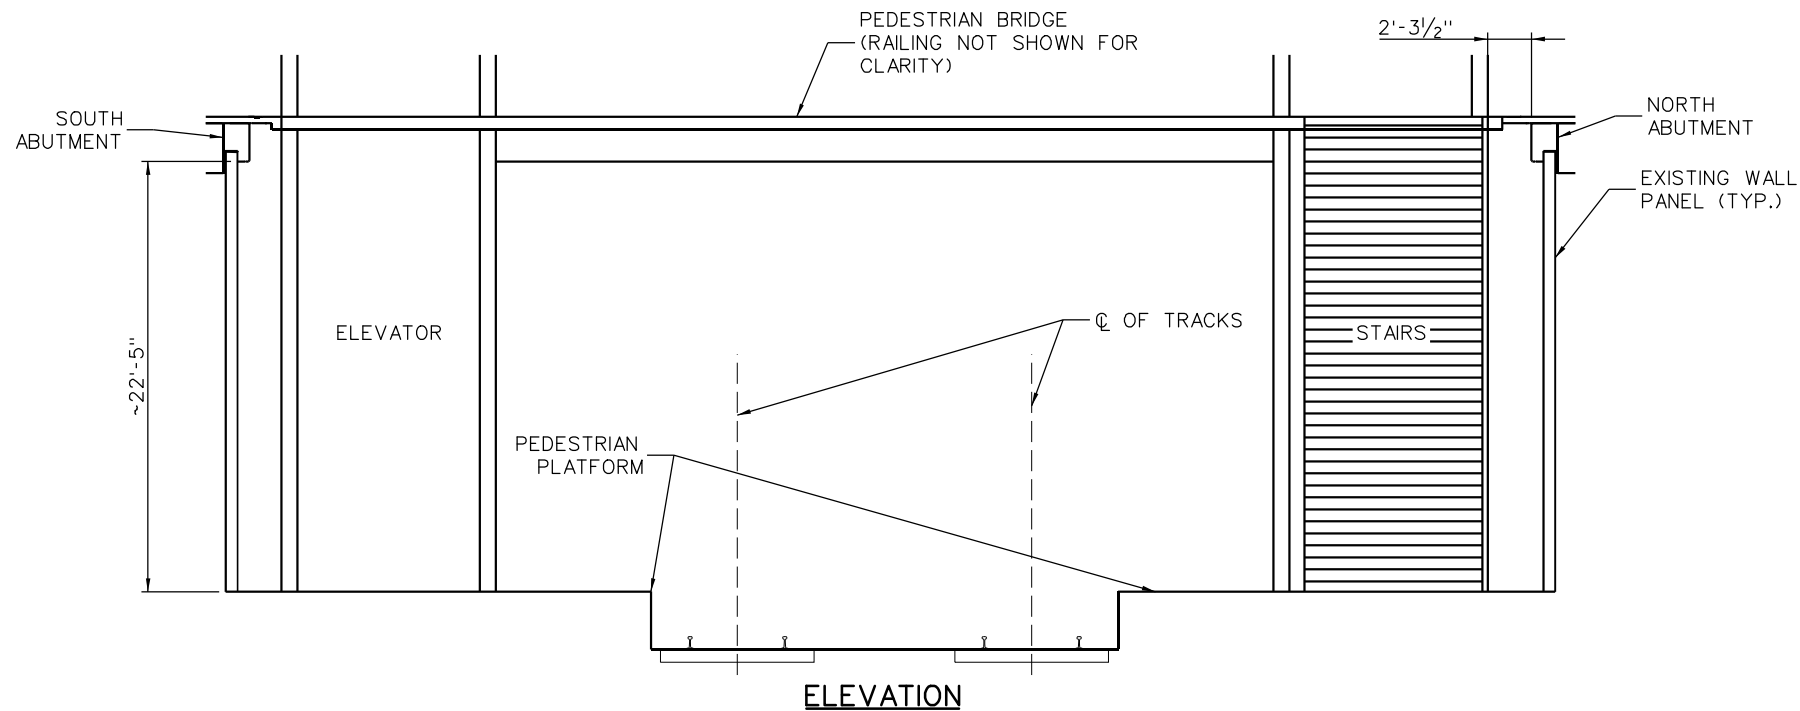 PEDESTRIAN BRIDGE
(RAILING NOT SHOWN FOR
CLARITY)
2'-3½"
SOUTH
ABUTMENT
NORTH
ABUTMENT
EXISTING WALL
PANEL (TYP.)
ELEVATOR
℄ OF TRACKS
STAIRS
~22'-5"
PEDESTRIAN
PLATFORM
ELEVATION